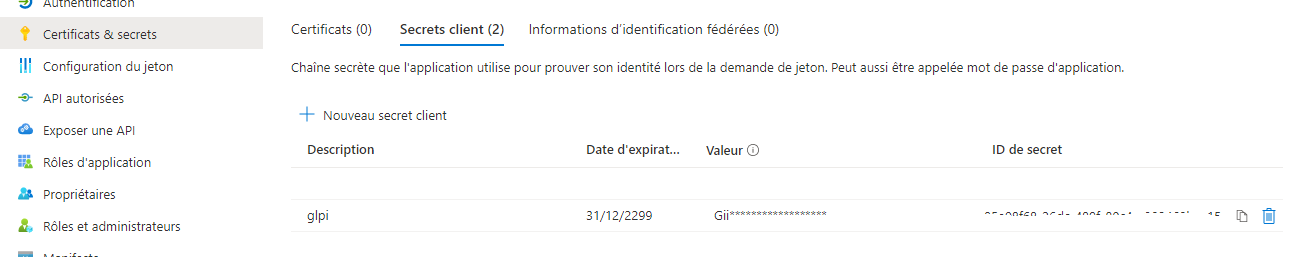 Authentification
Certificats & secrets
Configuration du jeton
API autorisées
Exposer une API
Rôles d'application
Propriétaires
Rôles et administrateurs
Manifeste
Certificats (0) Secrets client (2) Informations d'identification fédérées (0)
Chaîne secrète que l'application utilise pour prouver son identité lors de la demande de jeton. Peut aussi être appelée mot de passe d'application.
Nouveau secret client
Description Date d'expirat... Valeur ID de secret
glpi 31/12/2299 Gii******************